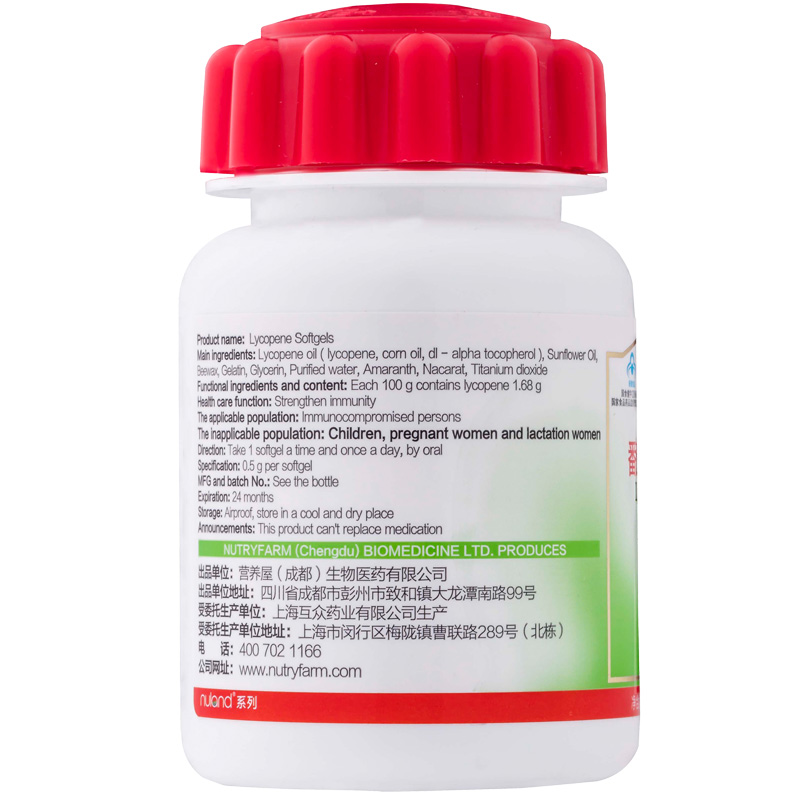 Product name: Lycopene Softgels
Main ingredients: Lycopene oil ( lycopene, corn oil, dl - alpha tocopherol ), Sunflower Oil,
Beewax, Gelatin, Glycerin, Purified water, Amaranth, Nacarat, Titanium dioxide
Functional ingredients and content: Each 100 g contains lycopene 1.68 g
Health care function: Strengthen immunity
The applicable population: Immunocompromised persons
The inapplicable population: Children, pregnant women and lactation women
Direction: Take 1 softgel a time and once a day, by oral
Specification: 0.5 g per softgel
MFG and batch No.: See the bottle
Expiration: 24 months
Storage: Airproof, store in a cool and dry place
Announcements: This product can't replace medication
NUTRYFARM (Chengdu) BIOMEDICINE LTD. PRODUCES
出品单位：营养屋（成都）生物医药有限公司
出品单位地址：四川省成都市彭州市致和镇大龙潭南路99号
受委托生产单位：上海互众药业有限公司生产
受委托生产单位地址：上海市闵行区梅陇镇曹联路289号（北栋）
电 话：400 702 1166
公司网址：www.nutryfarm.com
nuland® 系列
番